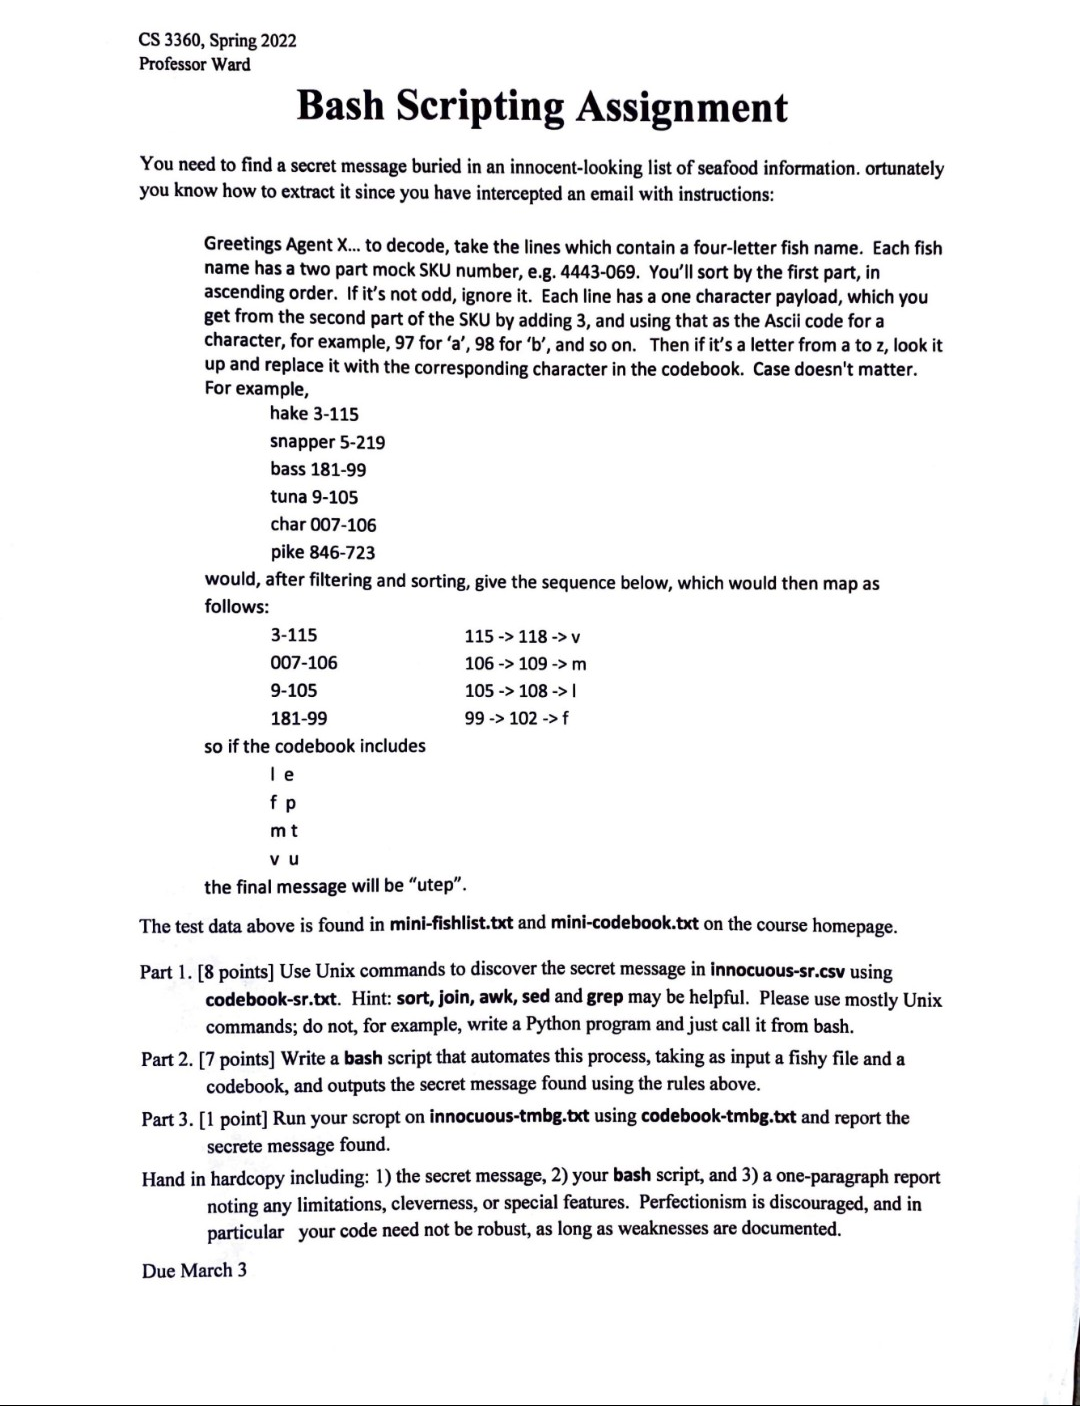 CS 3360, Spring 2022
Professor Ward
Bash Scripting Assignment
You need to find a secret message buried in an innocent-looking list of seafood information. ortunately
you know how to extract it since you have intercepted an email with instructions:
Greetings Agent X... to decode, take the lines which contain a four-letter fish name. Each fish
name has a two part mock SKU number, e.g. 4443-069. You'll sort by the first part, in
ascending order. If it's not odd, ignore it. Each line has a one character payload, which you
get from the second part of the SKU by adding 3, and using that as the Ascii code for a
character, for example, 97 for 'a', 98 for 'b', and so on. Then if it's a letter from a to z, look it
up and replace it with the corresponding character in the codebook. Case doesn't matter.
For example,
hake 3-115
snapper 5-219
bass 181-99
tuna 9-105
char 007-106
pike 846-723
would, after filtering and sorting, give the sequence below, which would then map as
follows:
3-115 115 -> 118 -> v
007-106 106 -> 109 -> m
9-105 105 -> 108 -> l
181-99 99 -> 102 -> f
so if the codebook includes
l e
f p
m t
v u
the final message will be "utep".
The test data above is found in mini-fishlist.txt and mini-codebook.txt on the course homepage.
Part 1. [8 points] Use Unix commands to discover the secret message in innocuous-sr.csv using
codebook-sr.txt. Hint: sort, join, awk, sed and grep may be helpful. Please use mostly Unix
commands; do not, for example, write a Python program and just call it from bash.
Part 2. [7 points] Write a bash script that automates this process, taking as input a fishy file and a
codebook, and outputs the secret message found using the rules above.
Part 3. [1 point] Run your scropt on innocuous-tmbg.txt using codebook-tmbg.txt and report the
secrete message found.
Hand in hardcopy including: 1) the secret message, 2) your bash script, and 3) a one-paragraph report
noting any limitations, cleverness, or special features. Perfectionism is discouraged, and in
particular your code need not be robust, as long as weaknesses are documented.
Due March 3